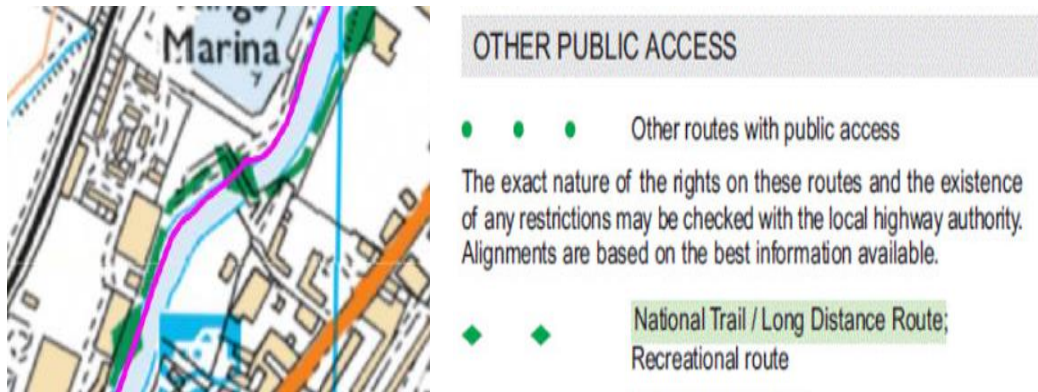 Marina
OTHER PUBLIC ACCESS
Other routes with public access
The exact nature of the rights on these routes and the existence
of any restrictions may be checked with the local highway authority.
Alignments are based on the best information available.
National Trail / Long Distance Route;
Recreational route